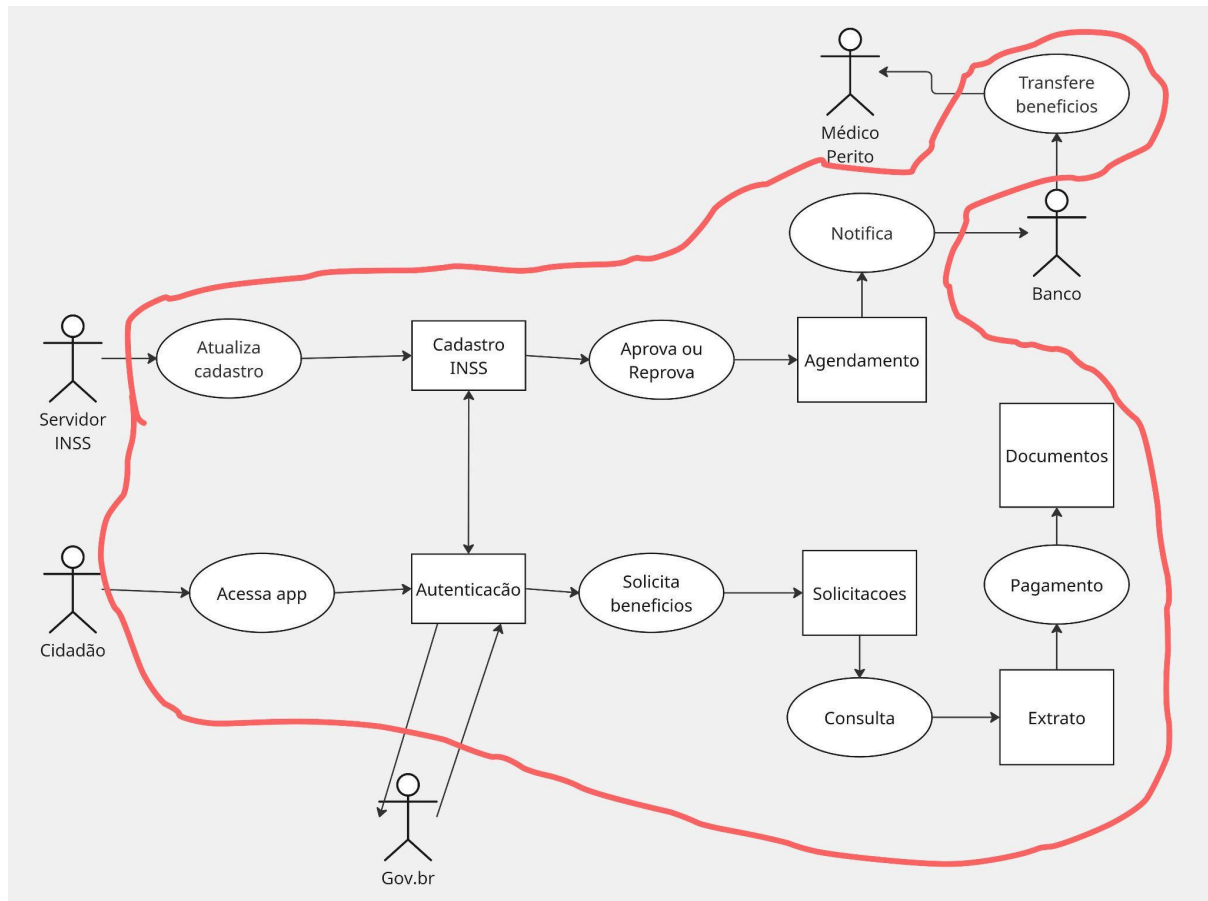 Transfere
beneficios
Médico
Perito
Notifica
Banco
Atualiza
cadastro
Cadastro
INSS
Aprova ou
Reprova
Agendamento
Servidor
INSS
Documentos
Acessa app
Autenticacão
Solicita
beneficios
Solicitacoes
Pagamento
Cidadão
Consulta
Extrato
Gov.br